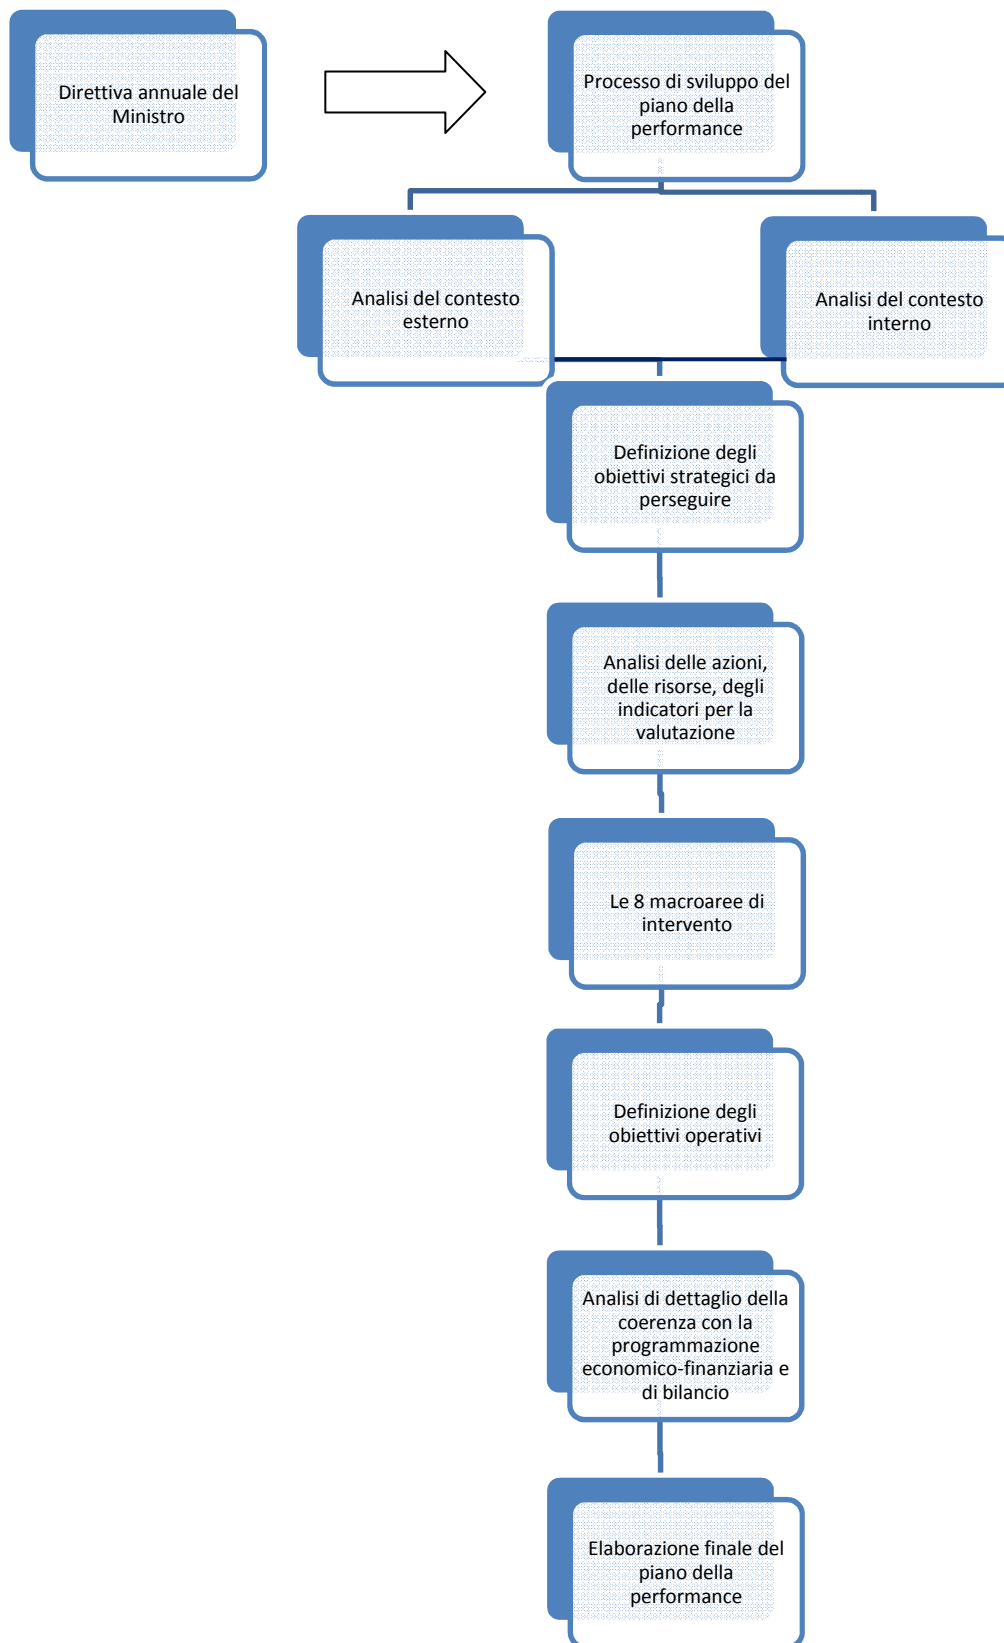 Direttiva annuale del
Ministro
Processo di sviluppo del
piano della
performance
Analisi del contesto
esterno
Analisi del contesto
interno
Definizione degli
obiettivi strategici da
perseguire
Analisi delle azioni,
delle risorse, degli
indicatori per la
valutazione
Le 8 macroaree di
intervento
Definizione degli
obiettivi operativi
Analisi di dettaglio della
coerenza con la
programmazione
economico-finanziaria e
di bilancio
Elaborazione finale del
piano della
performance